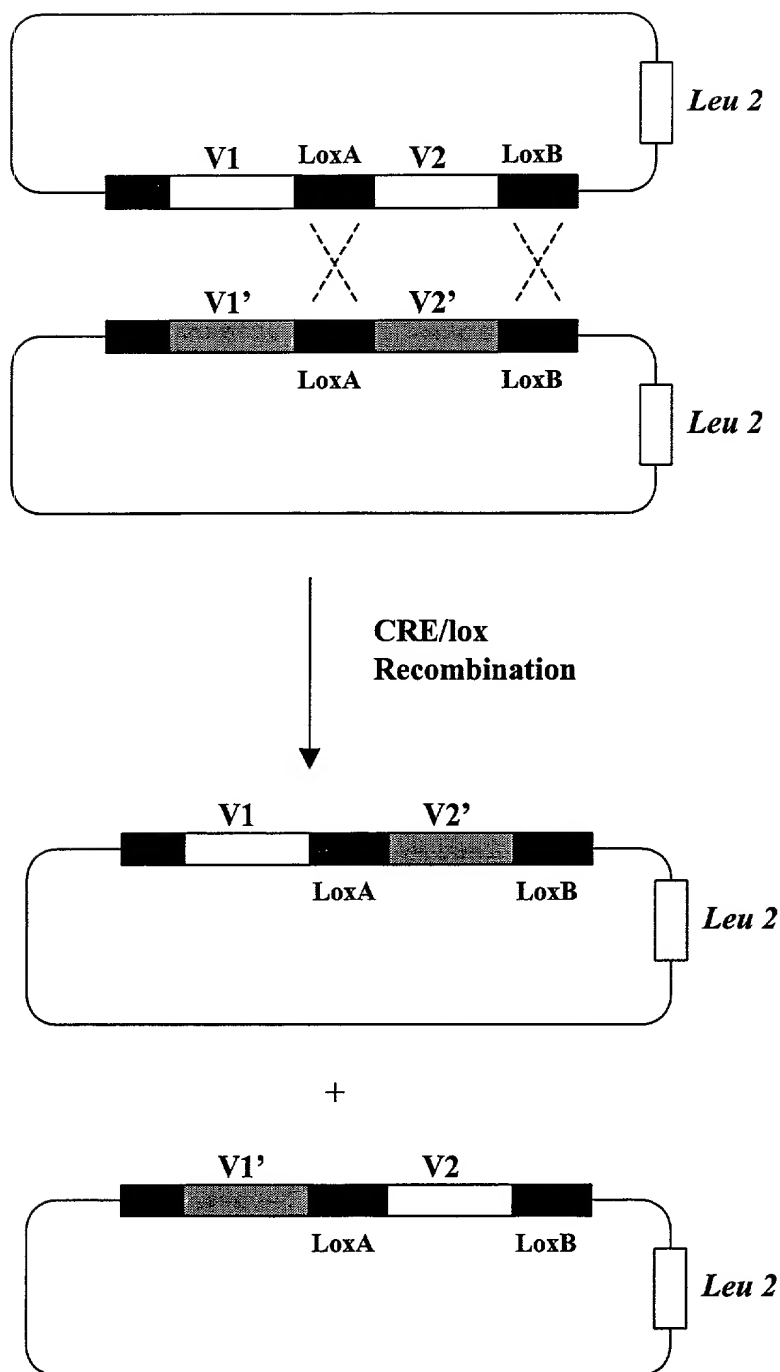 Leu 2
V1 LoxA V2 LoxB
V1’ V2’
LoxA LoxB
Leu 2
CRE/lox
Recombination
V1 V2’
LoxA LoxB
Leu 2
+
V1’ V2
LoxA LoxB
Leu 2